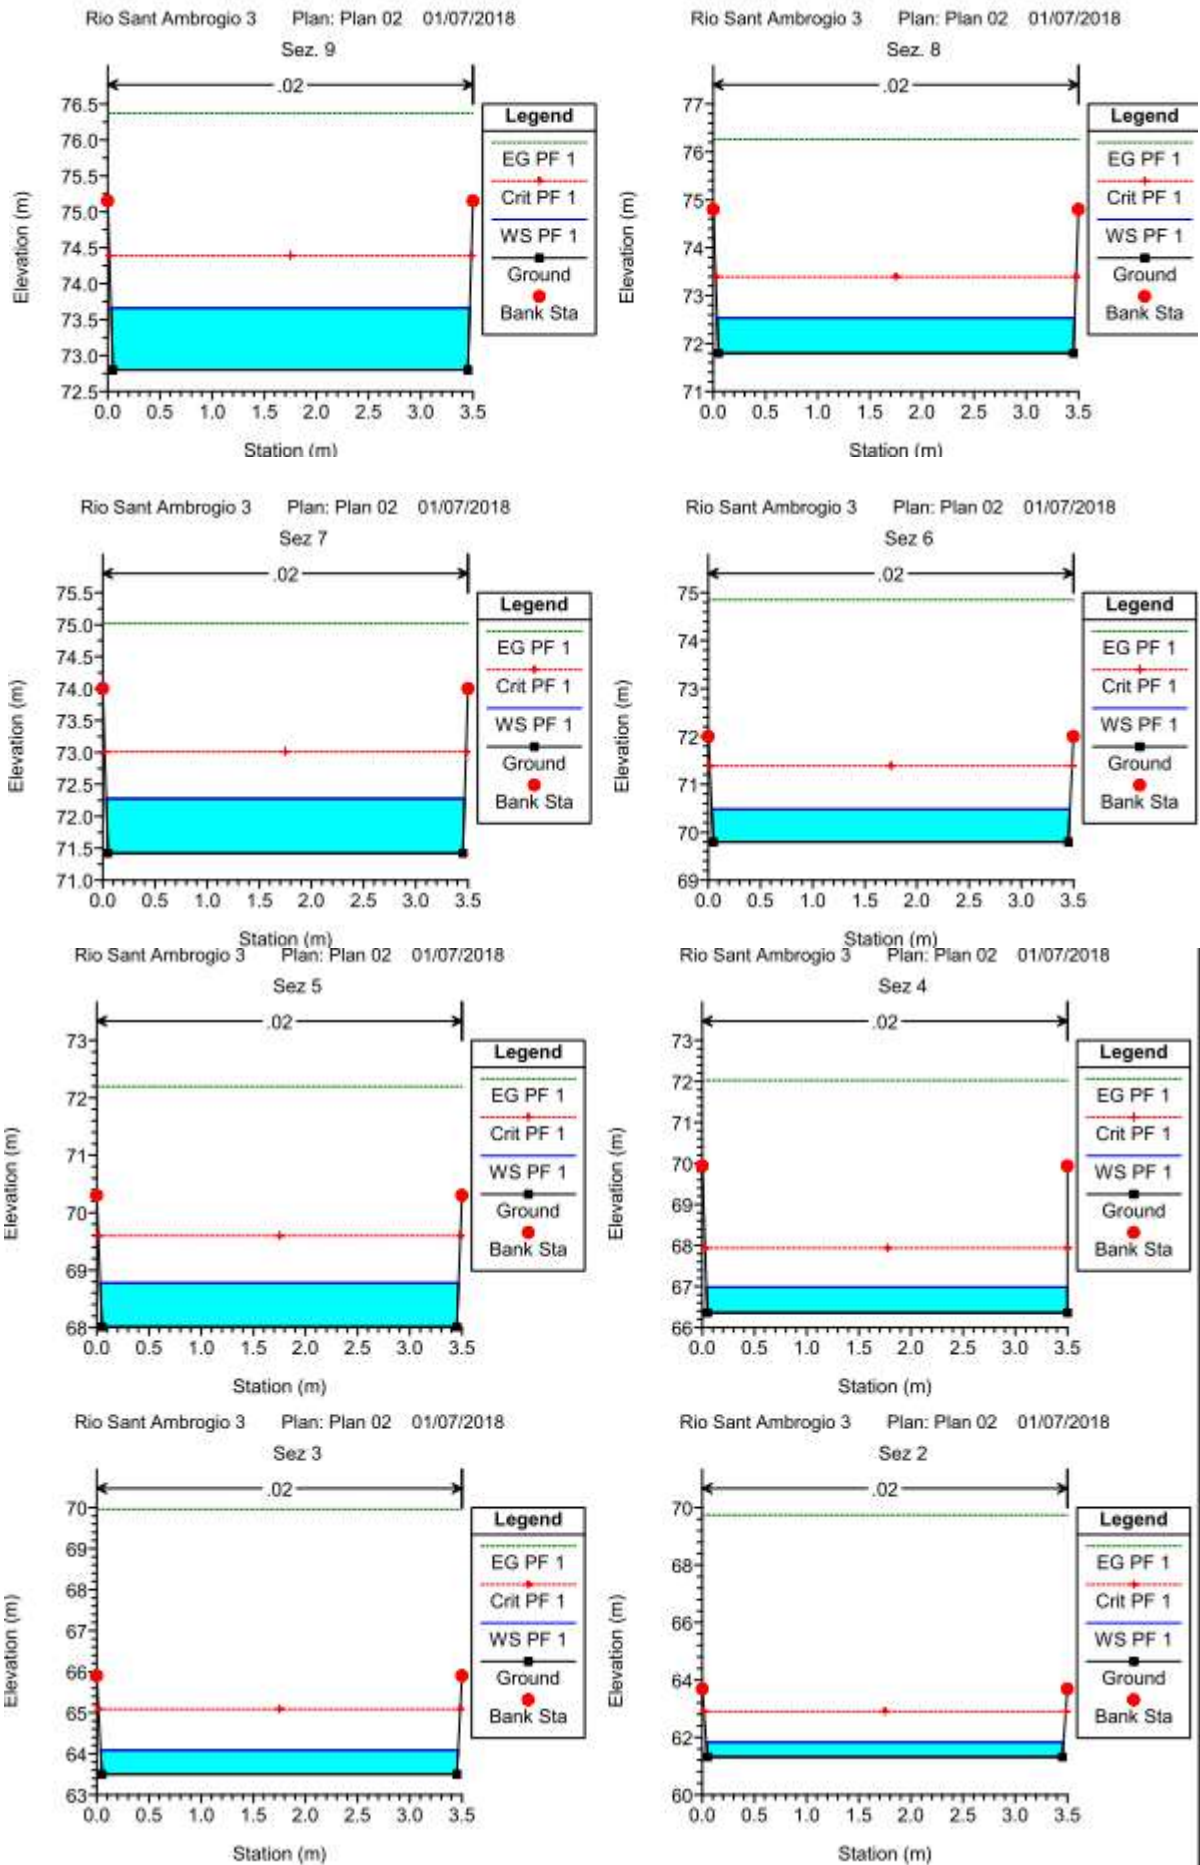 Rio Sant Ambrogio 3 Plan: Plan 02 01/07/2018
Sez. 9
.02
Legend
EG PF 1
Crit PF 1
WS PF 1
Ground
Bank Sta
76.5
76.0
75.5
75.0
74.5
74.0
73.5
73.0
72.5
Elevation (m)
0.0 0.5 1.0 1.5 2.0 2.5 3.0 3.5
Station (m)
Rio Sant Ambrogio 3 Plan: Plan 02 01/07/2018
Sez. 8
.02
Legend
EG PF 1
Crit PF 1
WS PF 1
Ground
Bank Sta
77
76
75
74
73
72
71
Elevation (m)
0.0 0.5 1.0 1.5 2.0 2.5 3.0 3.5
Station (m)
Rio Sant Ambrogio 3 Plan: Plan 02 01/07/2018
Sez 7
.02
Legend
EG PF 1
Crit PF 1
WS PF 1
Ground
Bank Sta
75.5
75.0
74.5
74.0
73.5
73.0
72.5
72.0
71.5
71.0
Elevation (m)
0.0 0.5 1.0 1.5 2.0 2.5 3.0 3.5
Station (m)
Rio Sant Ambrogio 3 Plan: Plan 02 01/07/2018
Sez 6
.02
Legend
EG PF 1
Crit PF 1
WS PF 1
Ground
Bank Sta
75
74
73
72
71
70
69
Elevation (m)
0.0 0.5 1.0 1.5 2.0 2.5 3.0 3.5
Station (m)
Rio Sant Ambrogio 3 Plan: Plan 02 01/07/2018
Sez 5
.02
Legend
EG PF 1
Crit PF 1
WS PF 1
Ground
Bank Sta
73
72
71
70
69
68
Elevation (m)
0.0 0.5 1.0 1.5 2.0 2.5 3.0 3.5
Station (m)
Rio Sant Ambrogio 3 Plan: Plan 02 01/07/2018
Sez 4
.02
Legend
EG PF 1
Crit PF 1
WS PF 1
Ground
Bank Sta
73
72
71
70
69
68
67
66
Elevation (m)
0.0 0.5 1.0 1.5 2.0 2.5 3.0 3.5
Station (m)
Rio Sant Ambrogio 3 Plan: Plan 02 01/07/2018
Sez 3
.02
Legend
EG PF 1
Crit PF 1
WS PF 1
Ground
Bank Sta
70
69
68
67
66
65
64
63
Elevation (m)
0.0 0.5 1.0 1.5 2.0 2.5 3.0 3.5
Station (m)
Rio Sant Ambrogio 3 Plan: Plan 02 01/07/2018
Sez 2
.02
Legend
EG PF 1
Crit PF 1
WS PF 1
Ground
Bank Sta
70
68
66
64
62
60
Elevation (m)
0.0 0.5 1.0 1.5 2.0 2.5 3.0 3.5
Station (m)